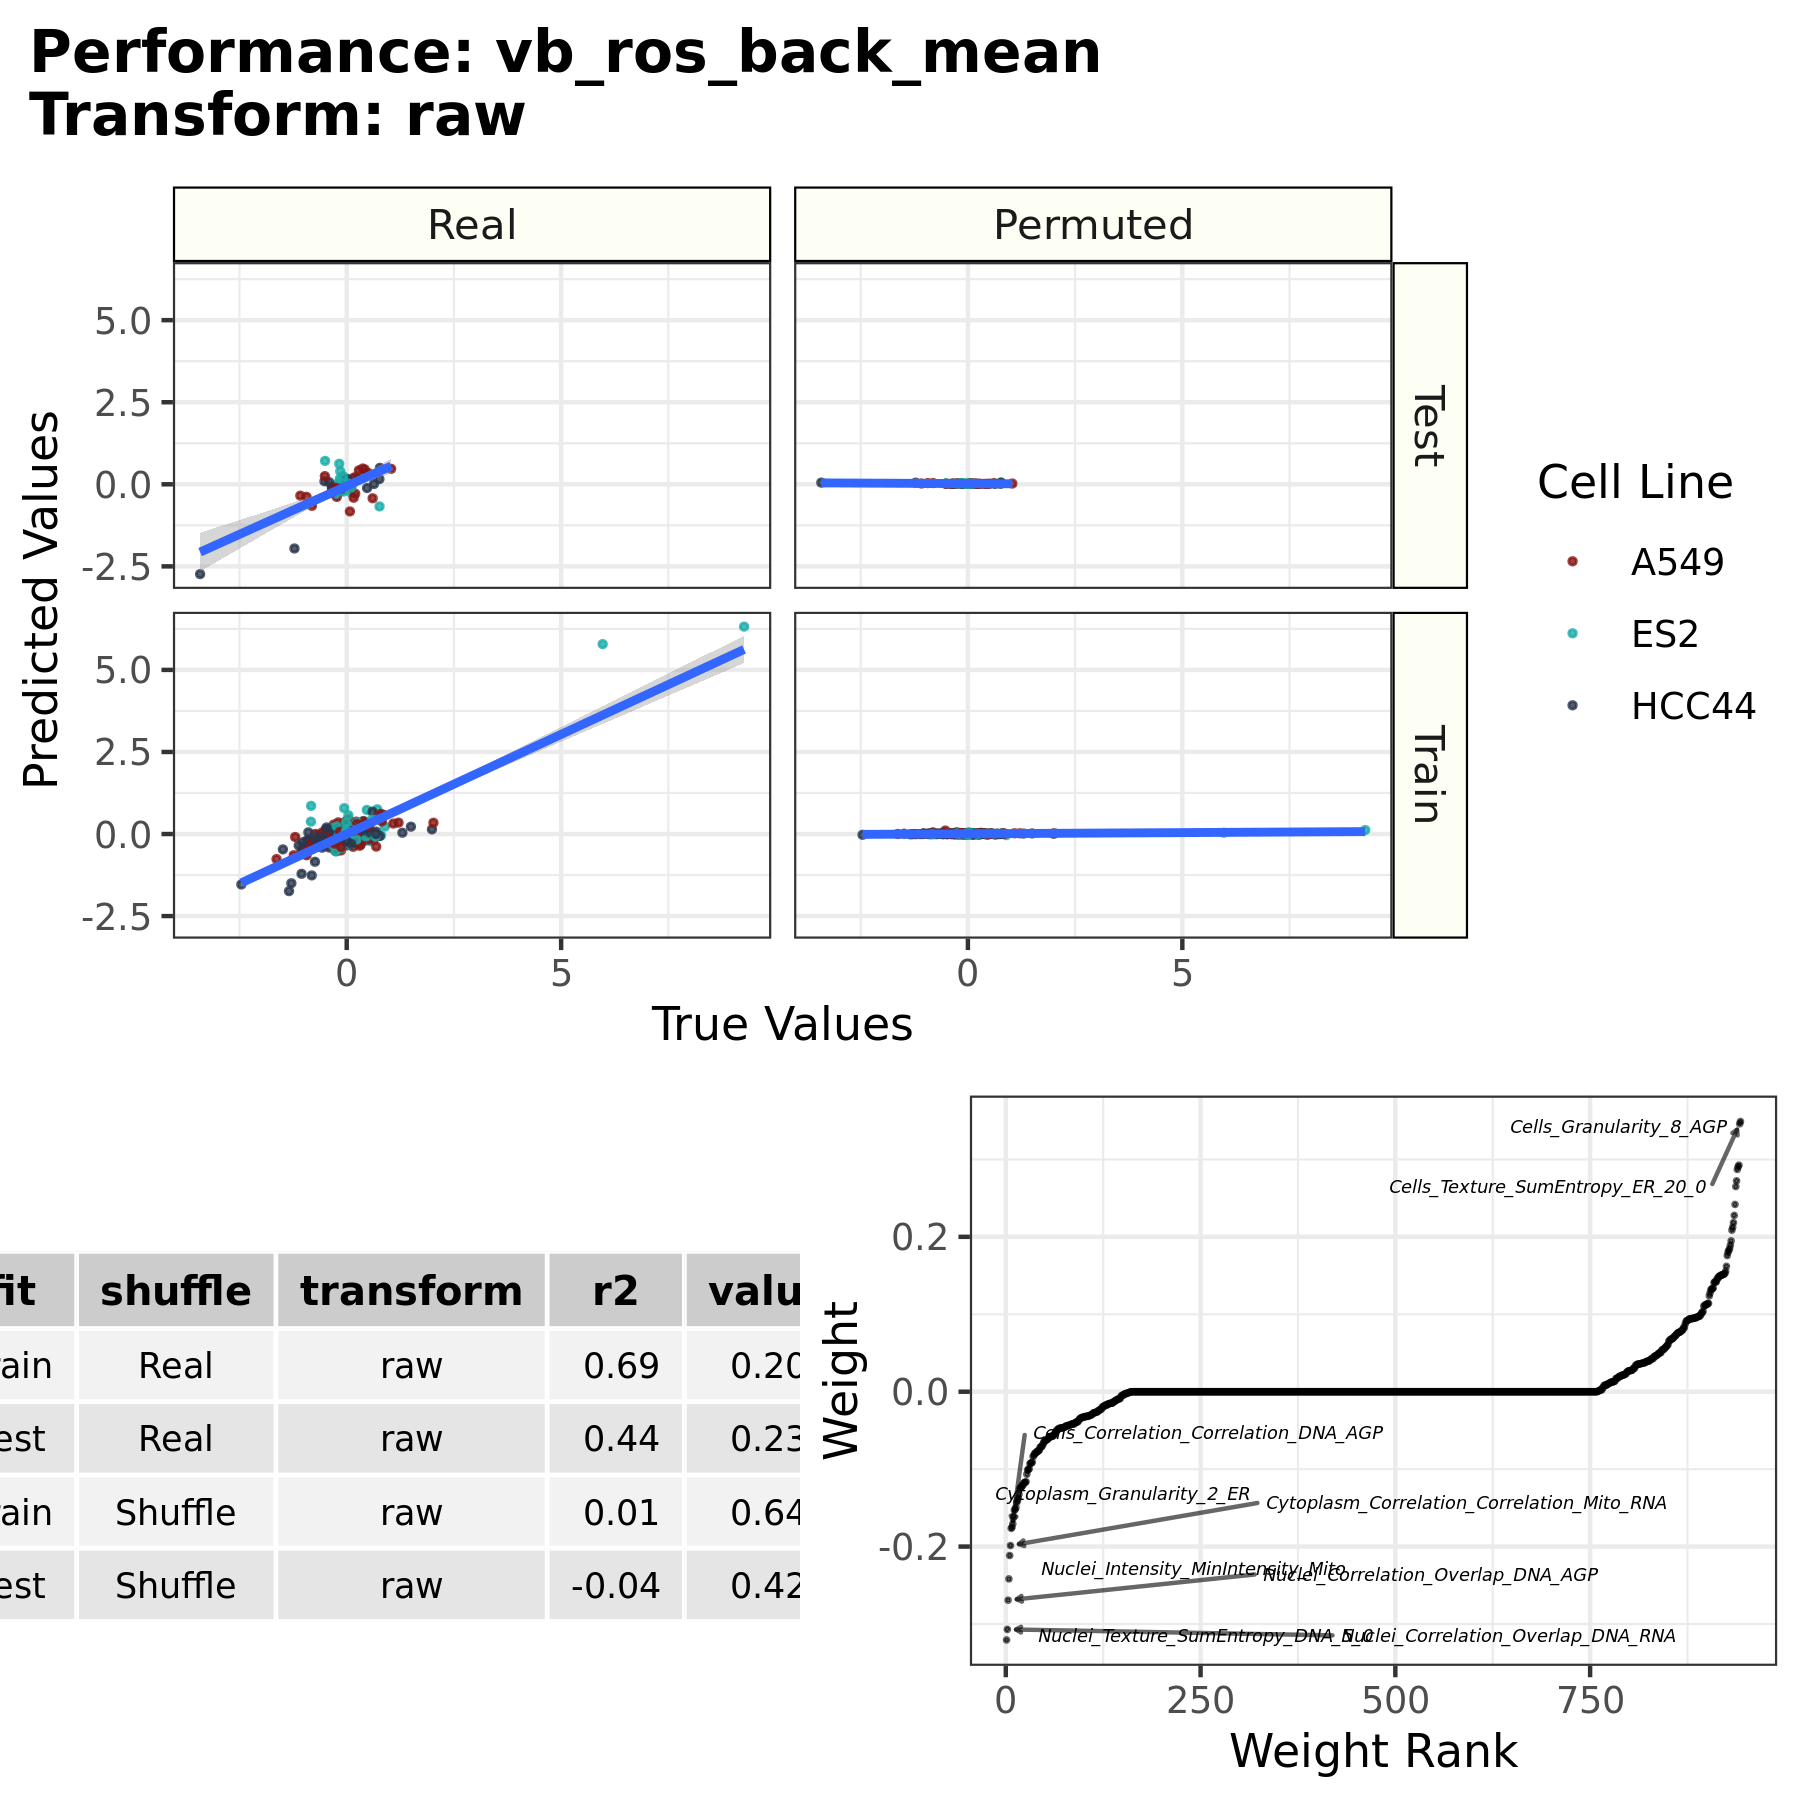 Performance: vb_ros_back_mean
Transform: raw
Real
Permuted
5.0
2.5
0.0
-2.5
Test
5.0
2.5
0.0
-2.5
Train
0
5
0
5
Predicted Values
True Values
Cell Line
A549
ES2
HCC44
fit shuffle transform r2 valu
ain Real raw 0.69 0.20
est Real raw 0.44 0.23
ain Shuffle raw 0.01 0.64
est Shuffle raw -0.04 0.42
Weight
0.2
0.0
-0.2
Cells_Granularity_8_AGP
Cells_Texture_SumEntropy_ER_20_0
Cells_Correlation_Correlation_DNA_AGP
Cytoplasm_Granularity_2_ER
Cytoplasm_Correlation_Correlation_Mito_RNA
Nuclei_Intensity_MinIntensity_Mito
Nuclei_Correlation_Overlap_DNA_AGP
Nuclei_Texture_SumEntropy_DNA_5_0
Nuclei_Correlation_Overlap_DNA_RNA
0
250
500
750
Weight Rank